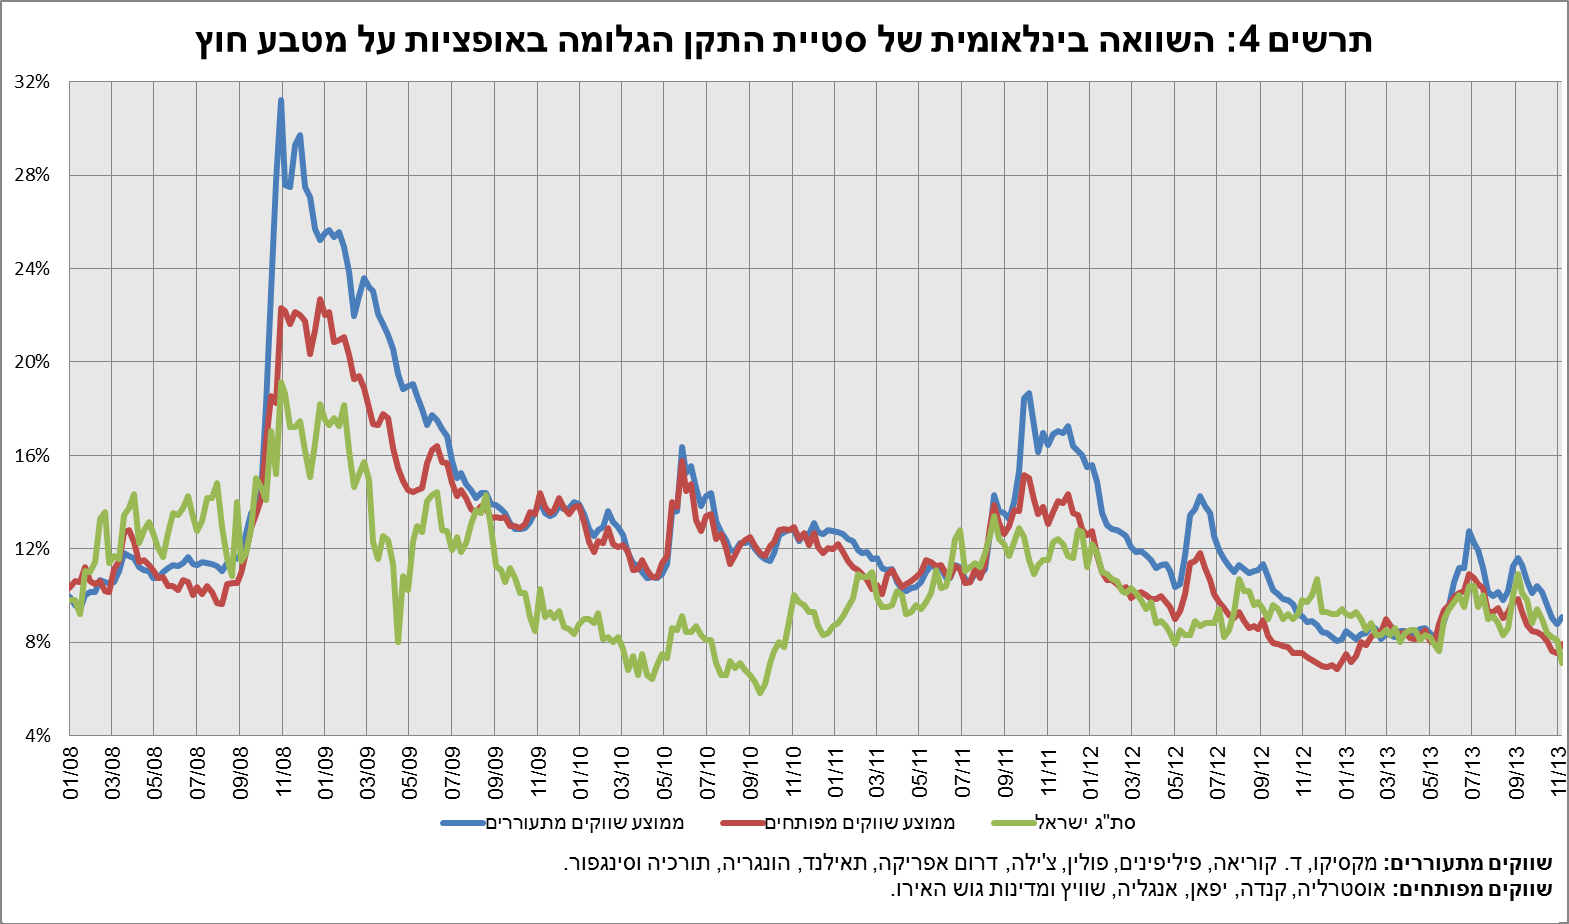 תרשים 4: השוואה בינלאומית של סטיית התקן הגלומה באופציות על מטבע חוץ
32%
28%
24%
20%
16%
12%
8%
4%
01/08 03/08 05/08 07/08 09/08 11/08 01/09 03/09 05/09 07/09 09/09 11/09 01/10 03/10 05/10 07/10 09/10 11/10 01/11 03/11 05/11 07/11 09/11 11/11 01/12 03/12 05/12 07/12 09/12 11/12 01/13 03/13 05/13 07/13 09/13 11/13
ממוצע שווקים מתעוררים
ממוצע שווקים מפותחים
סת"ג ישראל
שווקים מתעוררים: מקסיקו, ד. קוריאה, פיליפינים, פולין, צ'ילה, דרום אפריקה, תאילנד, הונגריה, תורכיה וסינגפור.
שווקים מפותחים: אוסטרליה, קנדה, יפאן, אנגליה, שוויץ ומדינות גוש האירו.